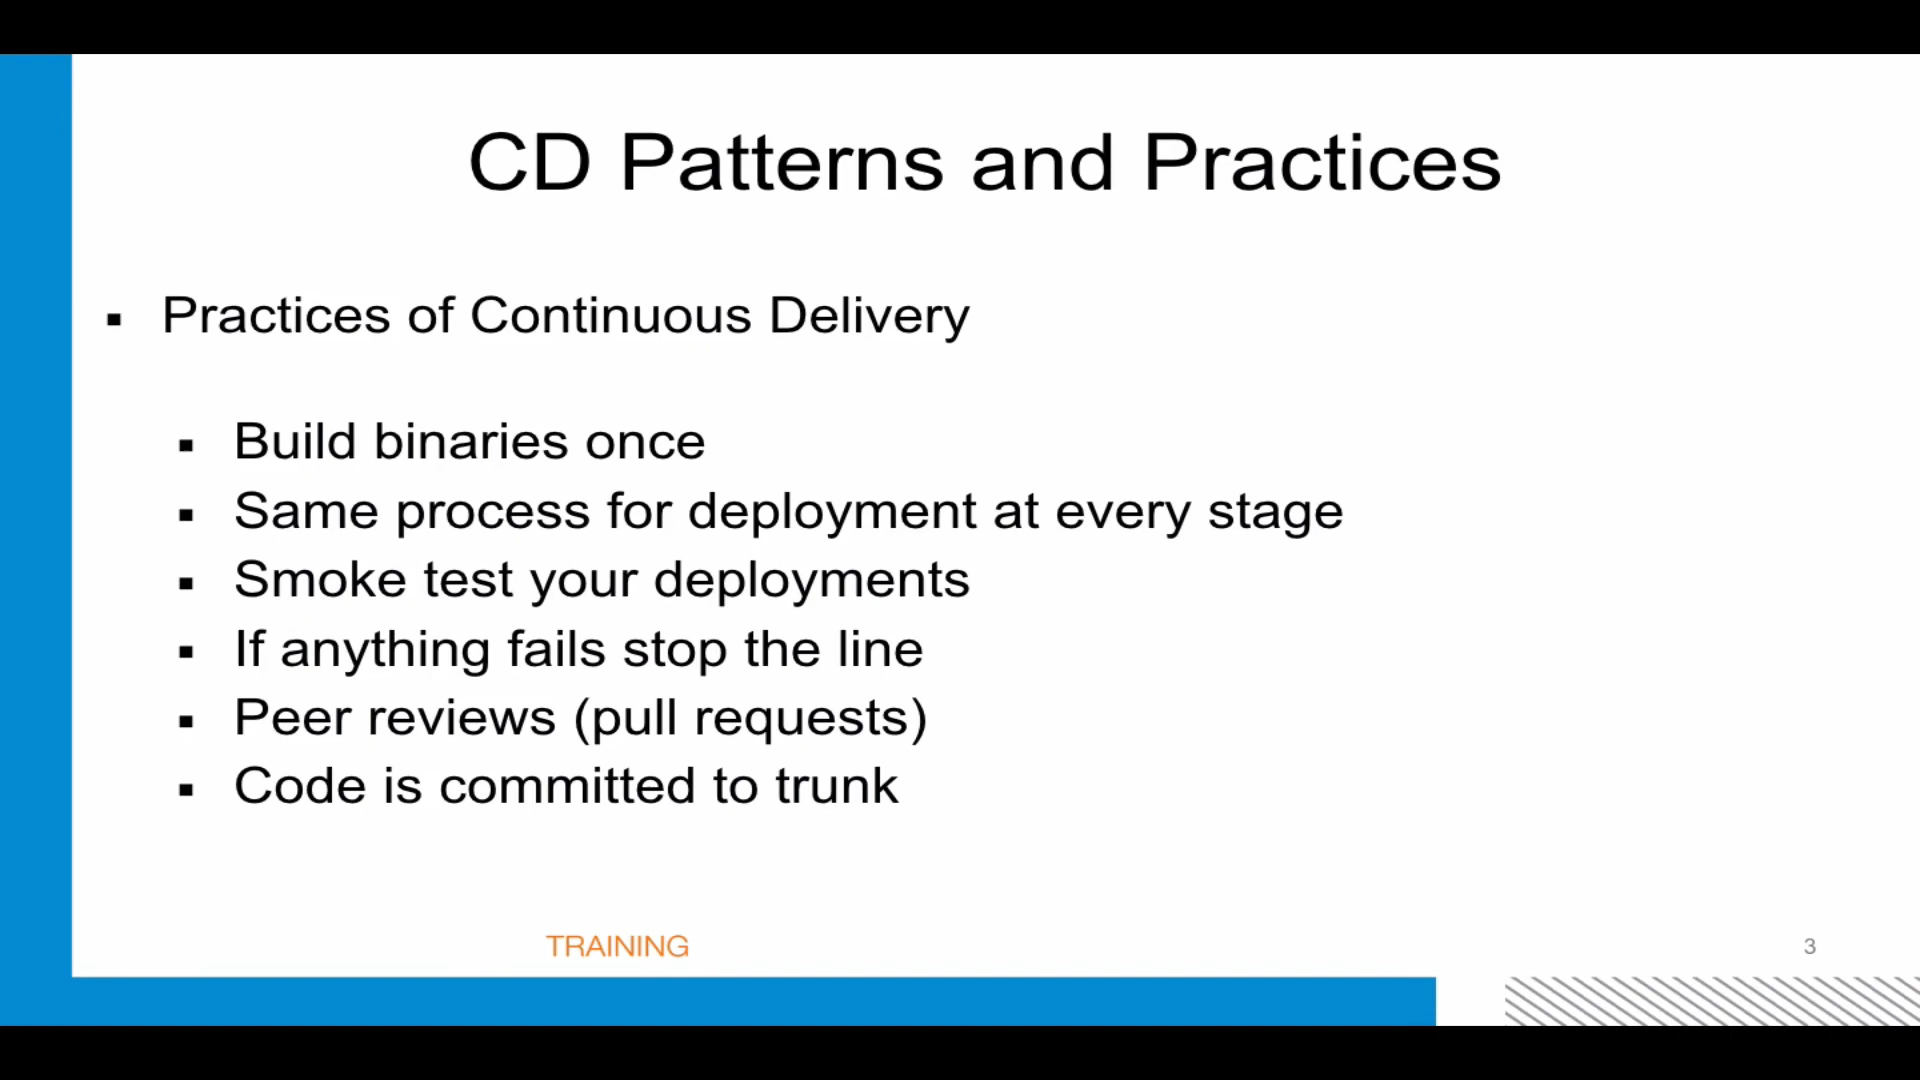 CD Patterns and Practices
▪ Practices of Continuous Delivery
▪ Build binaries once
▪ Same process for deployment at every stage
▪ Smoke test your deployments
▪ If anything fails stop the line
▪ Peer reviews (pull requests)
▪ Code is committed to trunk
TRAINING
3